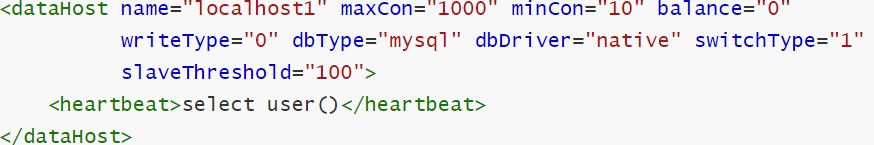 <dataHost name="localhost1" maxCon="1000" minCon="10" balance="0"
writeType="0" dbType="mysql" dbDriver="native" switchType="1"
slaveThreshold="100">
<heartbeat>select user()</heartbeat>
</dataHost>